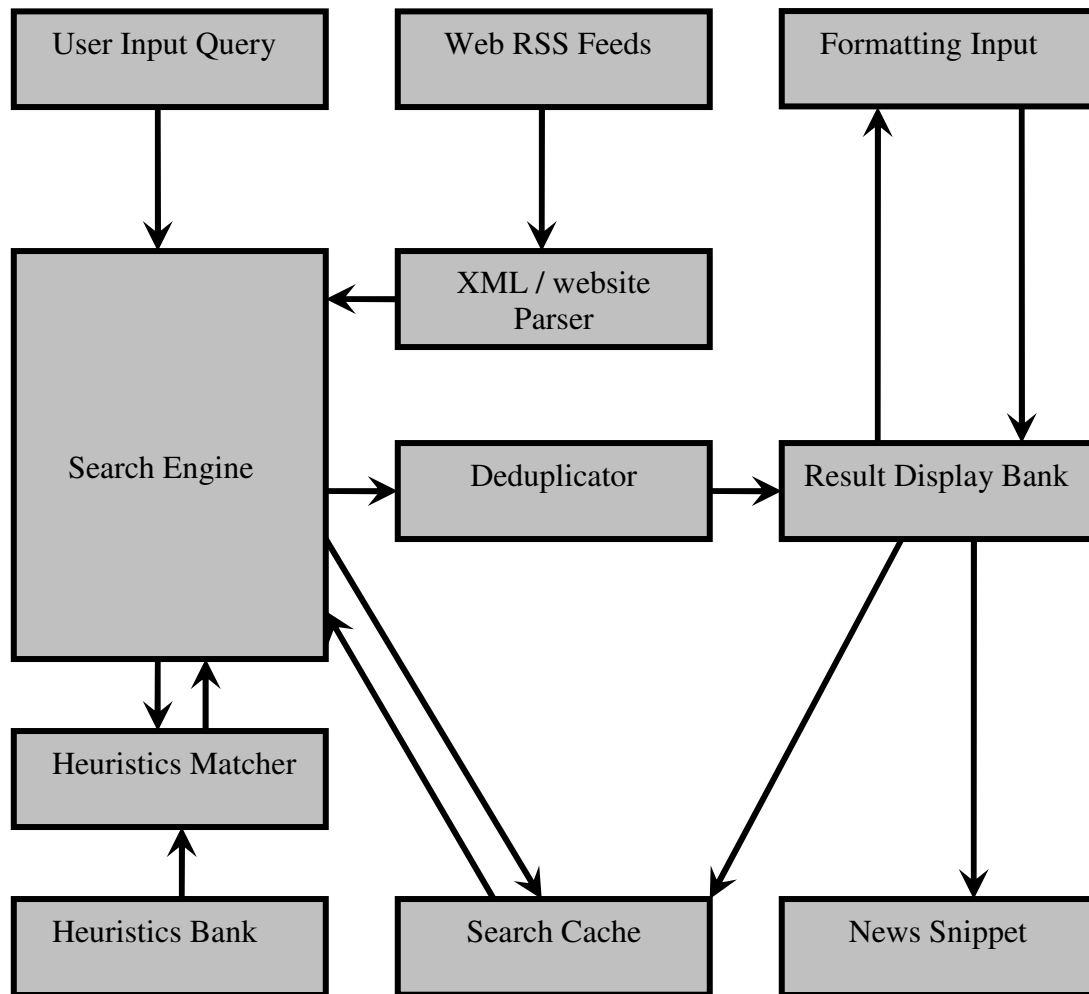 User Input Query
Web RSS Feeds
Formatting Input
XML / website
Parser
Search Engine
Deduplicator
Result Display Bank
Heuristics Matcher
Heuristics Bank
Search Cache
News Snippet